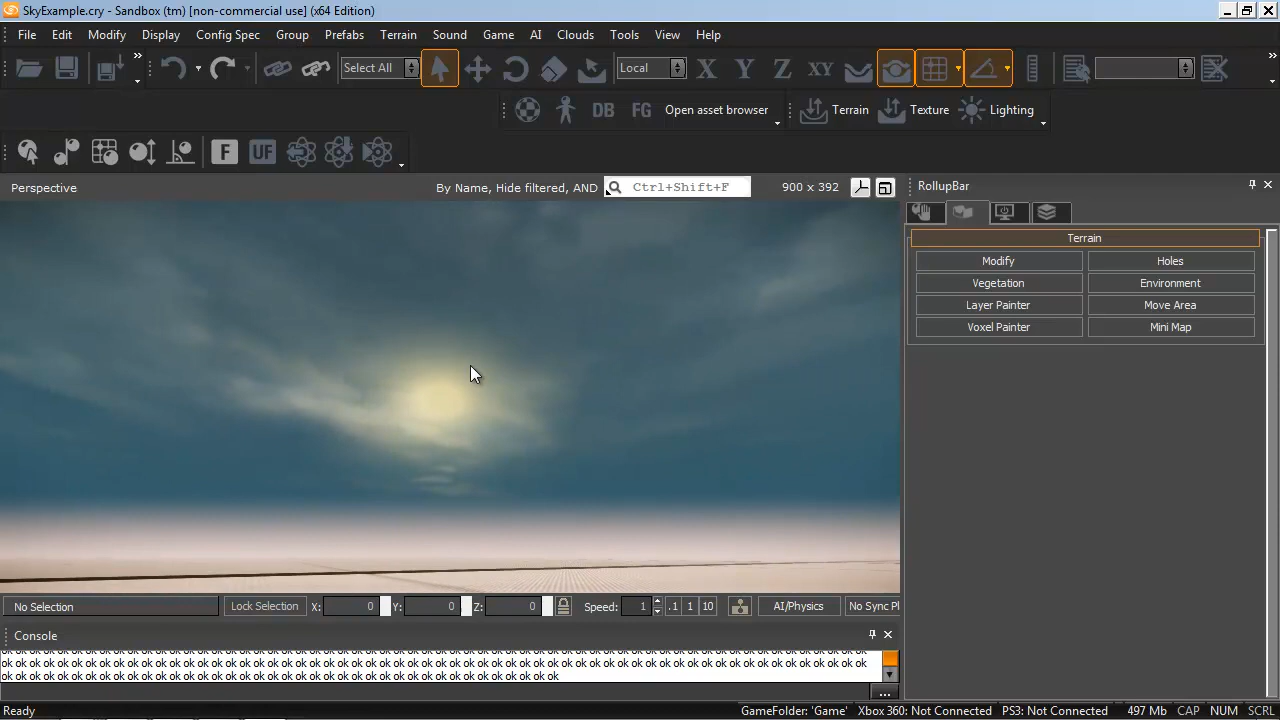 SkyExample.cry - Sandbox (tm) [non-commercial use] (x64 Edition)
File Edit Modify Display Config Spec Group Prefabs Terrain Sound Game AI Clouds Tools View Help
Select All Local X Y Z XY
DB FG Open asset browser Terrain Texture Lighting
F UF
Perspective By Name, Hide filtered, AND Ctrl+Shift+F 900 x 392
RollupBar
Terrain
Modify Holes
Vegetation Environment
Layer Painter Move Area
Voxel Painter Mini Map
No Selection Lock Selection X: 0 Y: 0 Z: 0 Speed: 1 .1 1 10 AI/Physics No Sync Pl
Console
ok ok ok ok ok ok ok ok ok ok ok ok ok ok ok ok ok ok ok ok ok ok ok ok ok ok ok ok ok ok ok ok ok ok ok ok ok ok ok ok ok ok ok ok ok ok ok ok ok ok ok ok ok ok ok ok ok ok ok ok ok ok
ok ok ok ok ok ok ok ok ok ok ok ok ok ok ok ok ok ok ok ok ok ok ok ok ok ok ok ok ok ok ok ok ok ok ok ok ok ok ok ok ok ok ok ok ok ok ok ok ok ok ok ok ok ok ok ok ok ok ok ok ok ok
ok ok ok ok ok ok ok ok ok ok ok ok ok ok ok ok ok ok ok ok ok ok ok ok ok ok ok ok ok ok ok ok ok ok ok ok ok ok ok ok
...
Ready GameFolder: 'Game' Xbox 360: Not Connected PS3: Not Connected 497 Mb CAP NUM SCRL